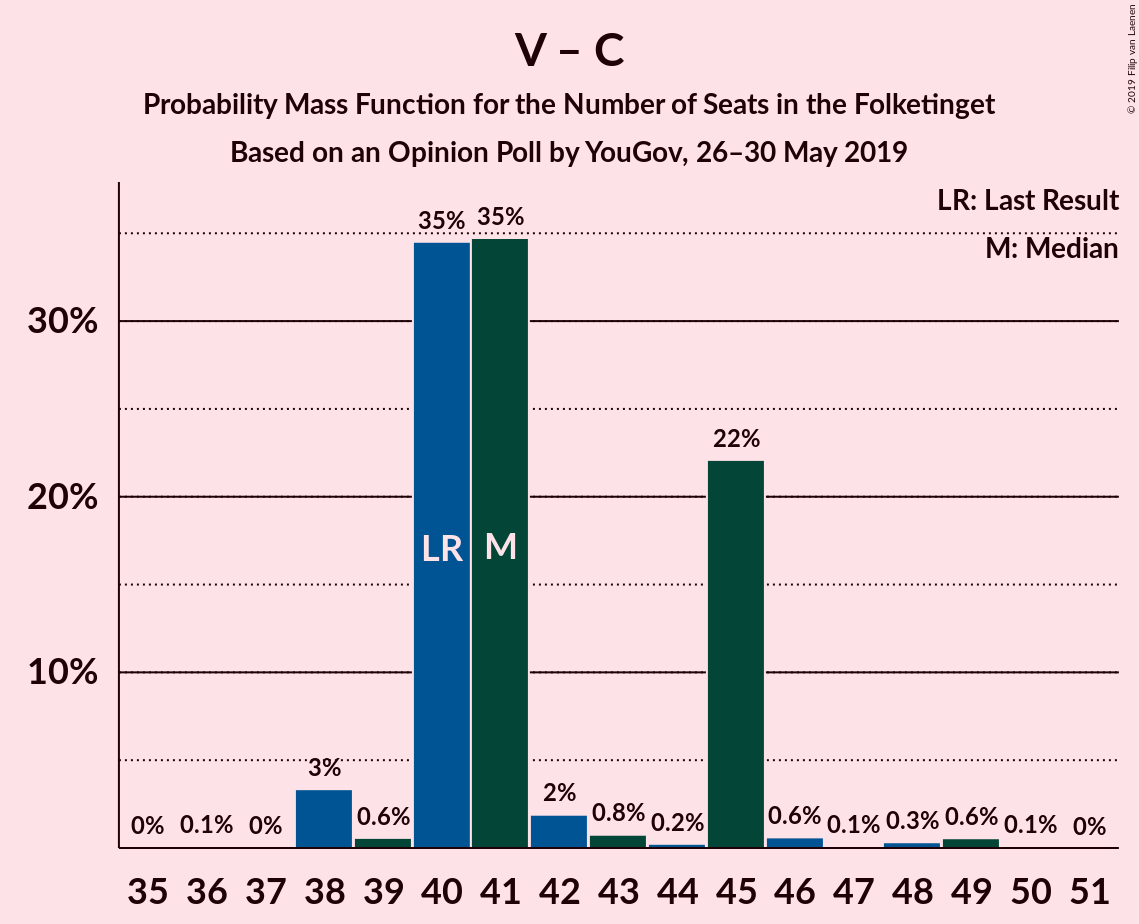 V – C
Probability Mass Function for the Number of Seats in the Folketinget
Based on an Opinion Poll by YouGov, 26–30 May 2019
© 2019 Filip van Laenen
LR: Last Result
M: Median
30%
20%
10%
0% 0.1% 0% 3% 0.6% 35% 35% 2% 0.8% 0.2% 22% 0.6% 0.1% 0.3% 0.6% 0.1% 0%
LR M
35 36 37 38 39 40 41 42 43 44 45 46 47 48 49 50 51